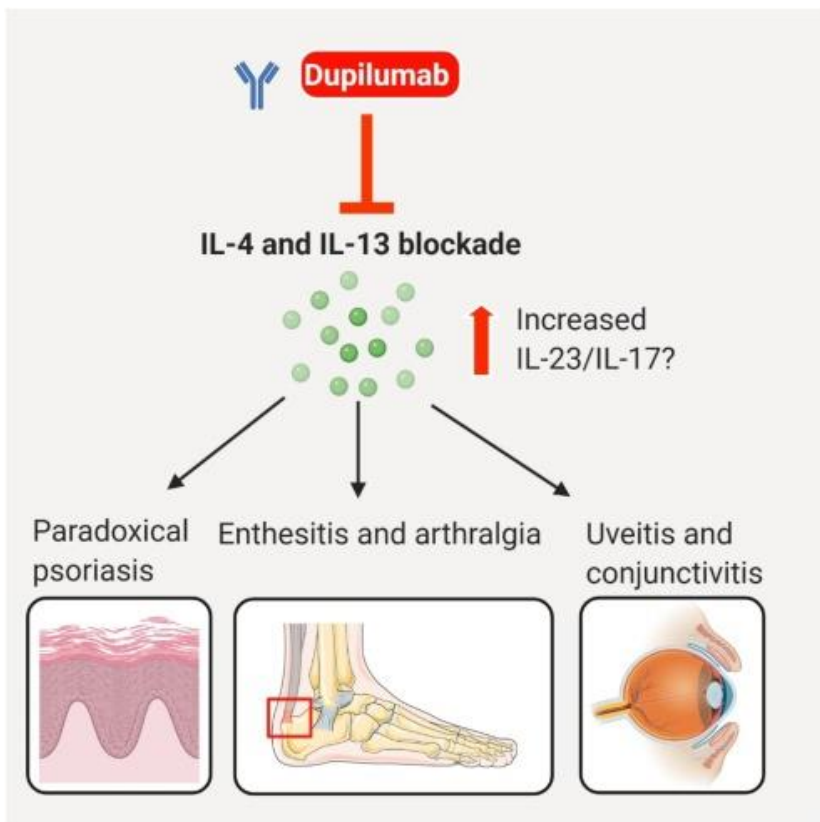 Dupilumab
IL-4 and IL-13 blockade
Increased
IL-23/IL-17?
Paradoxical
psoriasis
Enthesitis and arthralgia
Uveitis and
conjunctivitis